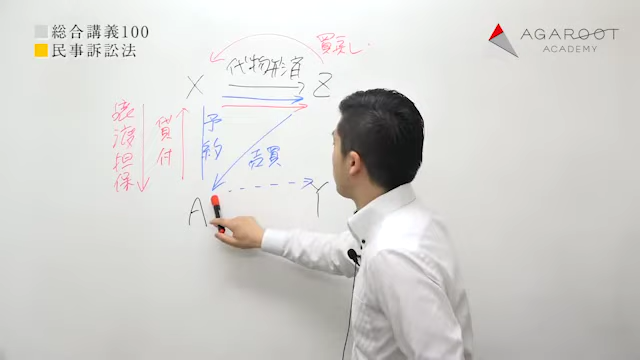 総合講義100
民事訴訟法
AGAROOT
ACADEMY
買戻し
代物弁済
X
Z
譲渡担保
貸付
予約
売買
A
Y